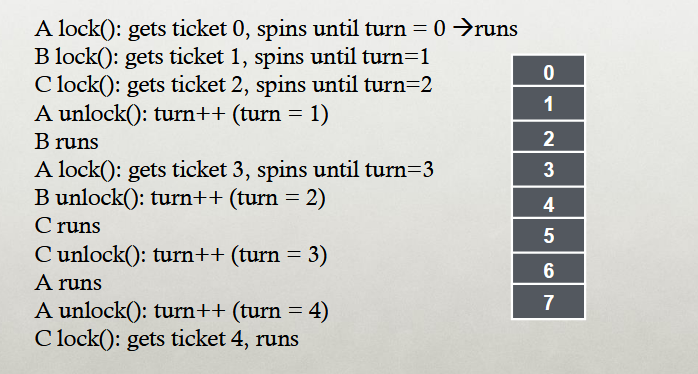 A lock(): gets ticket 0, spins until turn = 0 →runs
B lock(): gets ticket 1, spins until turn=1
C lock(): gets ticket 2, spins until turn=2
A unlock(): turn++ (turn = 1)
B runs
A lock(): gets ticket 3, spins until turn=3
B unlock(): turn++ (turn = 2)
C runs
C unlock(): turn++ (turn = 3)
A runs
A unlock(): turn++ (turn = 4)
C lock(): gets ticket 4, runs
0
1
2
3
4
5
6
7